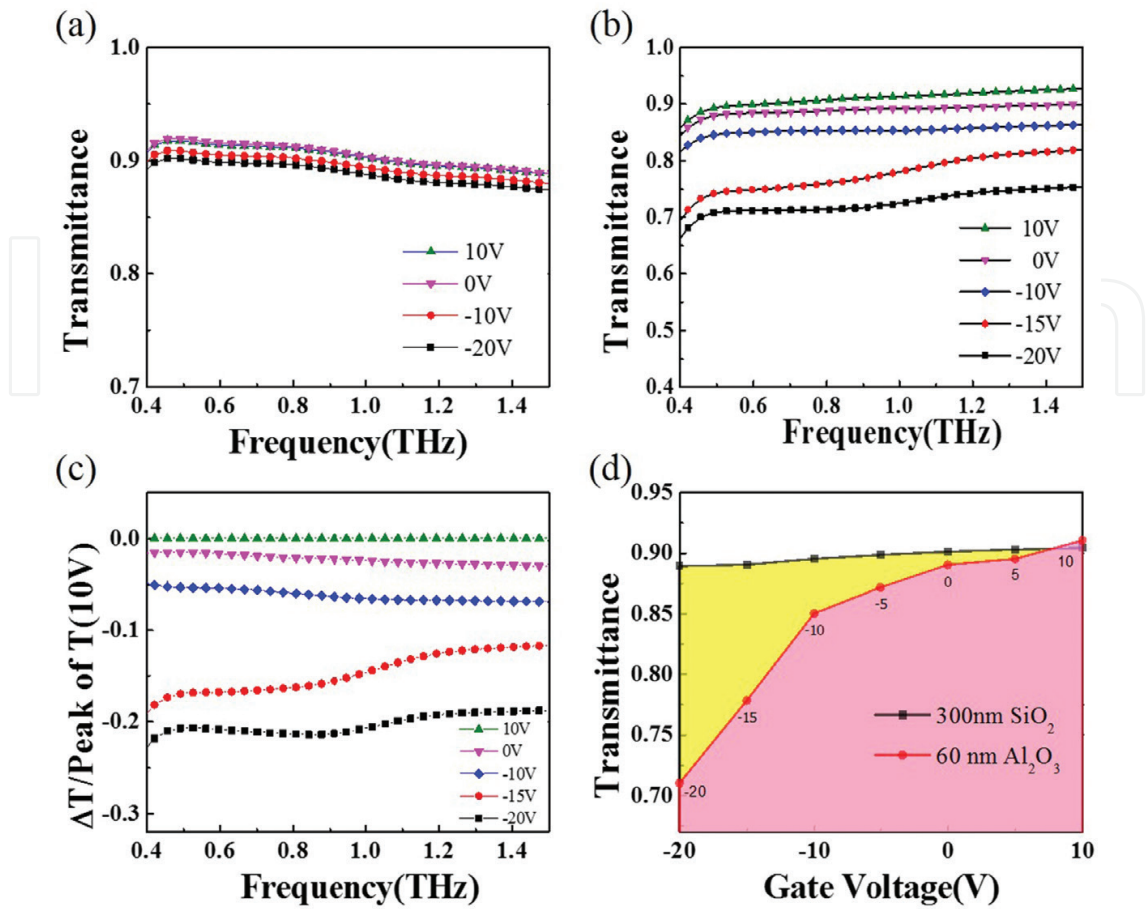 (a)
1.0
0.9
0.8
0.7
Transmittance
10V
0V
-10V
-20V
0.4 0.6 0.8 1.0 1.2 1.4
Frequency(THz)
(b)
1.0
0.9
0.8
0.7
0.6
0.5
0.4
Transmittance
10V
0V
-10V
-15V
-20V
0.4 0.6 0.8 1.0 1.2 1.4
Frequency(THz)
(c)
0.0
-0.1
-0.2
-0.3
ΔT/Peak of T(10V)
10V
0V
-10V
-15V
-20V
0.4 0.6 0.8 1.0 1.2 1.4
Frequency(THz)
(d)
0.95
0.90
0.85
0.80
0.75
0.70
Transmittance
-20
-15
-10
-5
0
5
10
300nm SiO₂
60 nm Al₂O₃
-20 -10 0 10
Gate Voltage(V)